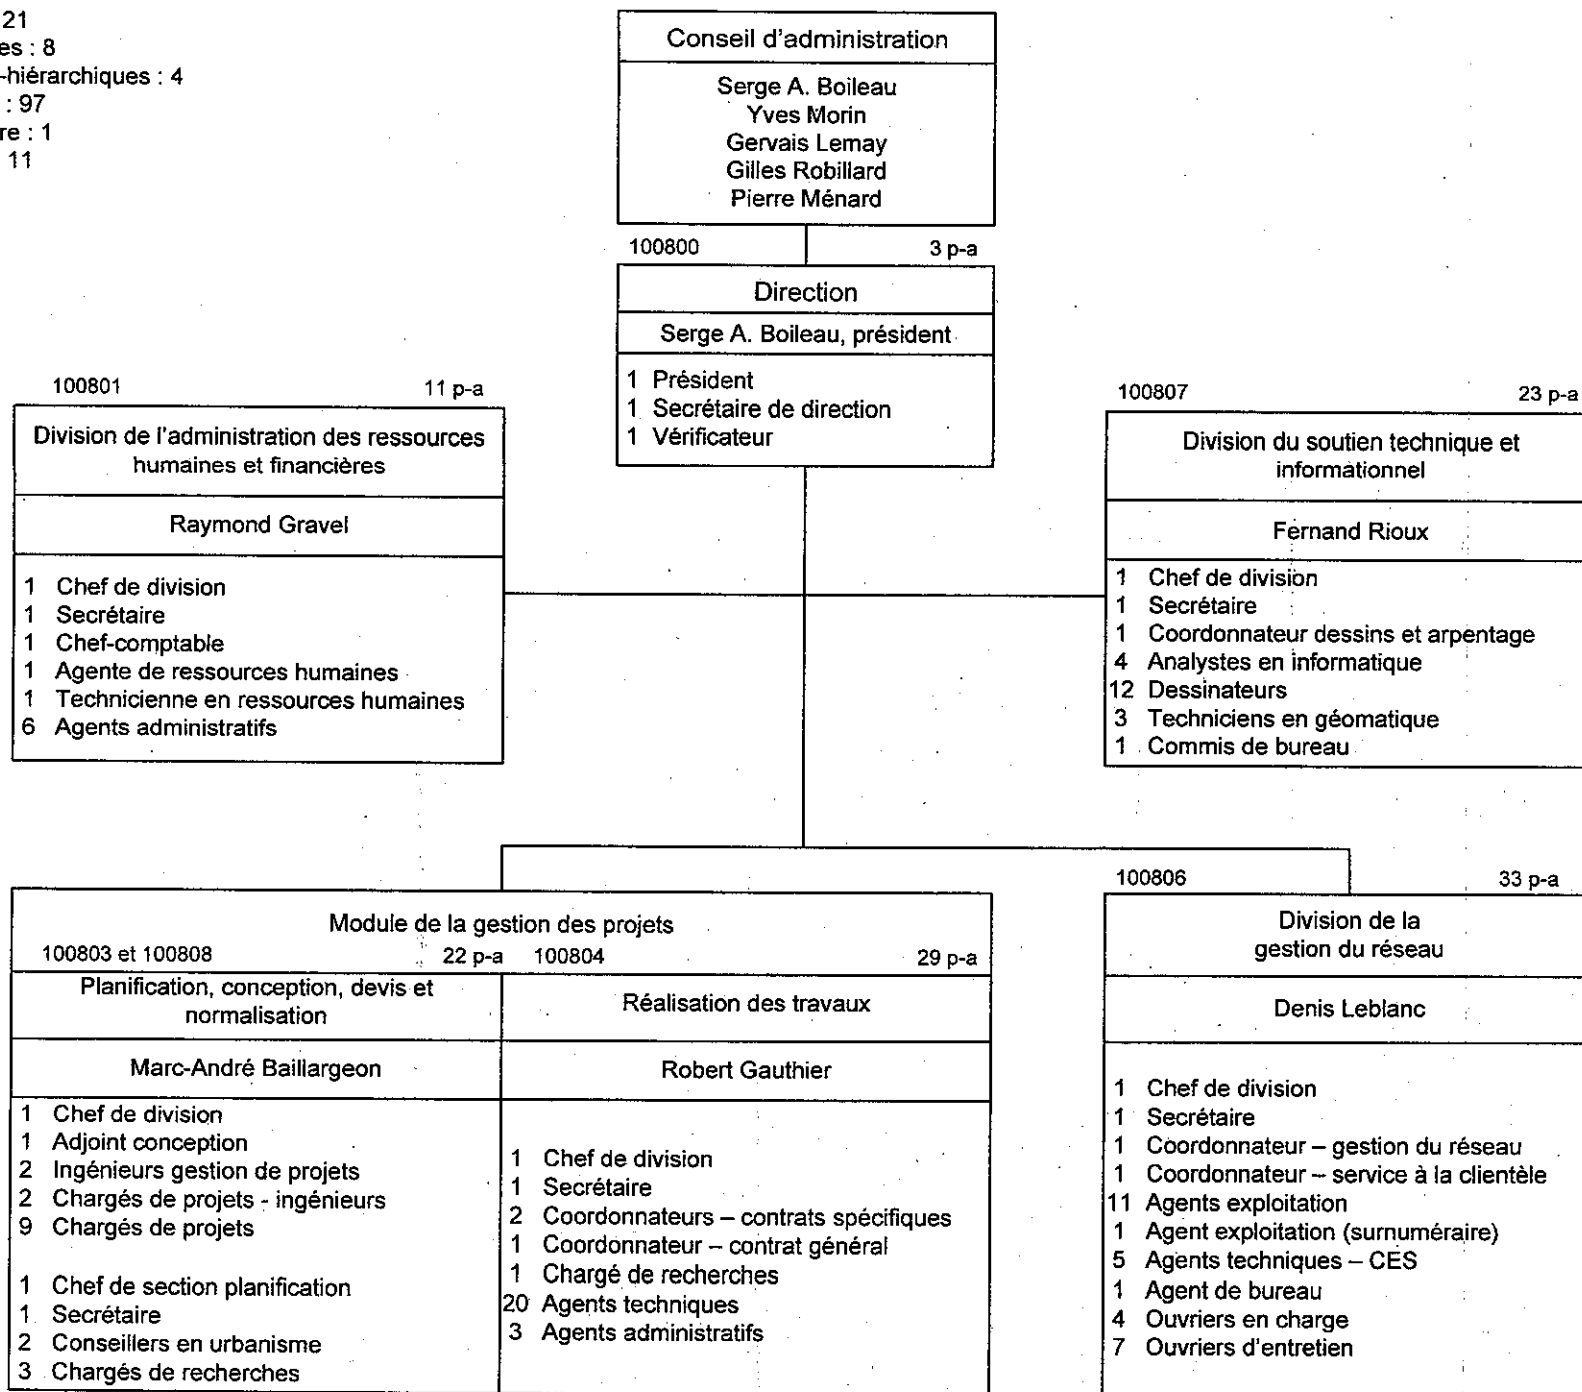 21
es : 8
-hiérarchiques : 4
: 97
re : 1
11
Conseil d'administration
Serge A. Boileau
Yves Morin
Gervais Lemay
Gilles Robillard
Pierre Ménard
100800 3 p-a
Direction
Serge A. Boileau, président
1 Président
1 Secrétaire de direction
1 Vérificateur
100801 11 p-a
Division de l'administration des ressources
humaines et financières
Raymond Gravel
1 Chef de division
1 Secrétaire
1 Chef-comptable
1 Agente de ressources humaines
1 Technicienne en ressources humaines
6 Agents administratifs
100807 23 p-a
Division du soutien technique et
informationnel
Fernand Rioux
1 Chef de division
1 Secrétaire
1 Coordonnateur dessins et arpentage
4 Analystes en informatique
12 Dessinateurs
3 Techniciens en géomatique
1 Commis de bureau
Module de la gestion des projets
100803 et 100808 22 p-a 100804 29 p-a
Planification, conception, devis et
normalisation
Marc-André Baillargeon
1 Chef de division
1 Adjoint conception
2 Ingénieurs gestion de projets
2 Chargés de projets - ingénieurs
9 Chargés de projets
1 Chef de section planification
1 Secrétaire
2 Conseillers en urbanisme
3 Chargés de recherches
Réalisation des travaux
Robert Gauthier
1 Chef de division
1 Secrétaire
2 Coordonnateurs – contrats spécifiques
1 Coordonnateur – contrat général
1 Chargé de recherches
20 Agents techniques
3 Agents administratifs
100806 33 p-a
Division de la
gestion du réseau
Denis Leblanc
1 Chef de division
1 Secrétaire
1 Coordonnateur – gestion du réseau
1 Coordonnateur – service à la clientèle
11 Agents exploitation
1 Agent exploitation (surnuméraire)
5 Agents techniques – CES
1 Agent de bureau
4 Ouvriers en charge
7 Ouvriers d'entretien